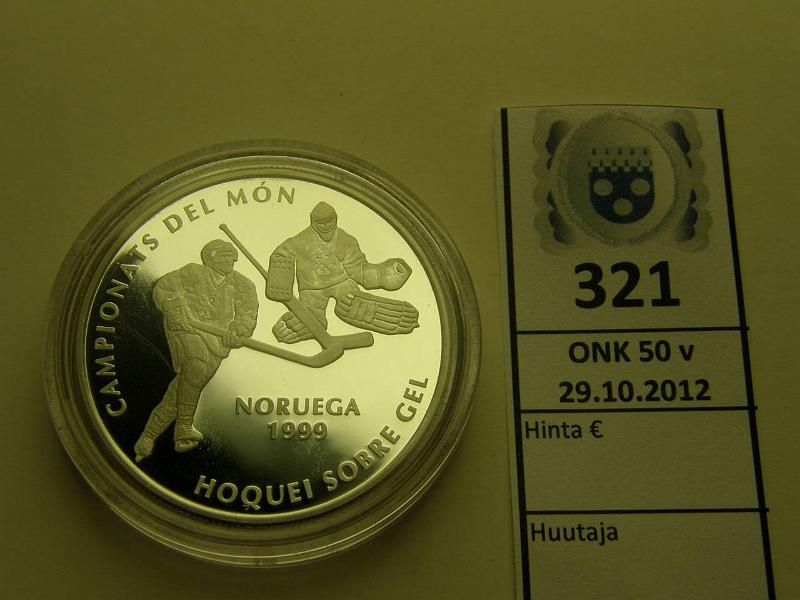 CAMPIONATS DEL MÓN
NORUEGA
1999
HOQUEI SOBRE GEL
321
ONK 50 v
29.10.2012
Hinta €
Huutaja